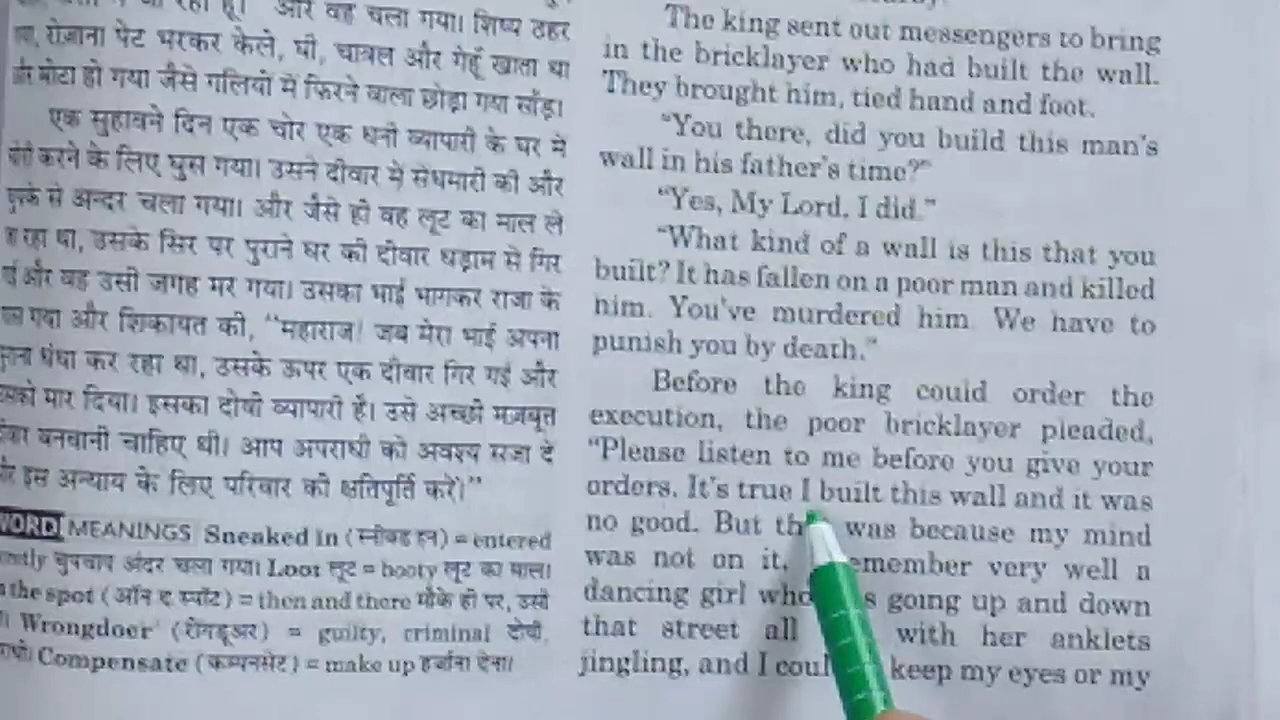 और वह चला गया। शिष्य ठहर
रोज़ाना पेट भरकर केले, घी, चावल और गेहूँ खाता था
और मोटा हो गया जैसे गलियों में फिरने वाला छोड़ा गया साँड़।
एक सुहावने दिन एक चोर एक धनी व्यापारी के घर में
चोरी करने के लिए घुस गया। उसने दीवार में सेंधमारी की और
चुपके से अन्दर चला गया। और जैसे ही वह लूट का माल ले
जा रहा था, उसके सिर पर पुराने घर की दीवार धड़ाम से गिर
गई और वह उसी जगह मर गया। उसका भाई भागकर राजा के
गया और शिकायत की, "महाराज! जब मेरा भाई अपना
धंधा कर रहा था, उसके ऊपर एक दीवार गिर गई और
उसको मार दिया। इसका दोषी व्यापारी है। उसे अच्छी मज़बूत
बनवानी चाहिए थी। आप अपराधी को अवश्य सजा दे
और इस अन्याय के लिए परिवार की क्षतिपूर्ति करें।"
WORD MEANINGS Sneaked in (स्नीक्ड इन) = entered
चुपचाप अंदर चला गया। Loot लूट = booty लूट का माल।
the spot (ऑन द स्पॉट) = then and there मौके ही पर, उसी
Wrongdoer (रोंगडूअर) = guilty, criminal दोषी,
Compensate (कम्पनसेट) = make up हर्जाना देना।
The king sent out messengers to bring
in the bricklayer who had built the wall.
They brought him, tied hand and foot.
"You there, did you build this man's
wall in his father's time?"
"Yes, My Lord, I did."
"What kind of a wall is this that you
built? It has fallen on a poor man and killed
him. You've murdered him. We have to
punish you by death."
Before the king could order the
execution, the poor bricklayer pleaded,
"Please listen to me before you give your
orders. It's true I built this wall and it was
no good. But was because my mind
was not on it. remember very well a
dancing girl who going up and down
that street all with her anklets
jingling, and I keep my eyes or my